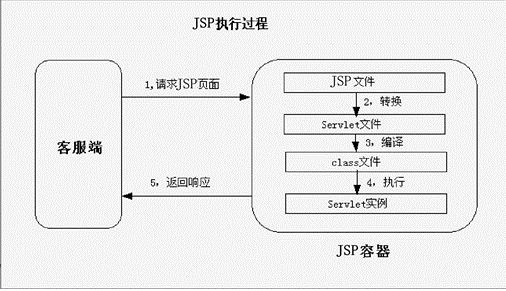 JSP执行过程
客服端
1,请求JSP页面
5，返回响应
JSP文件
2，转换
Servlet文件
3，编译
class文件
4，执行
Servlet实例
JSP容器